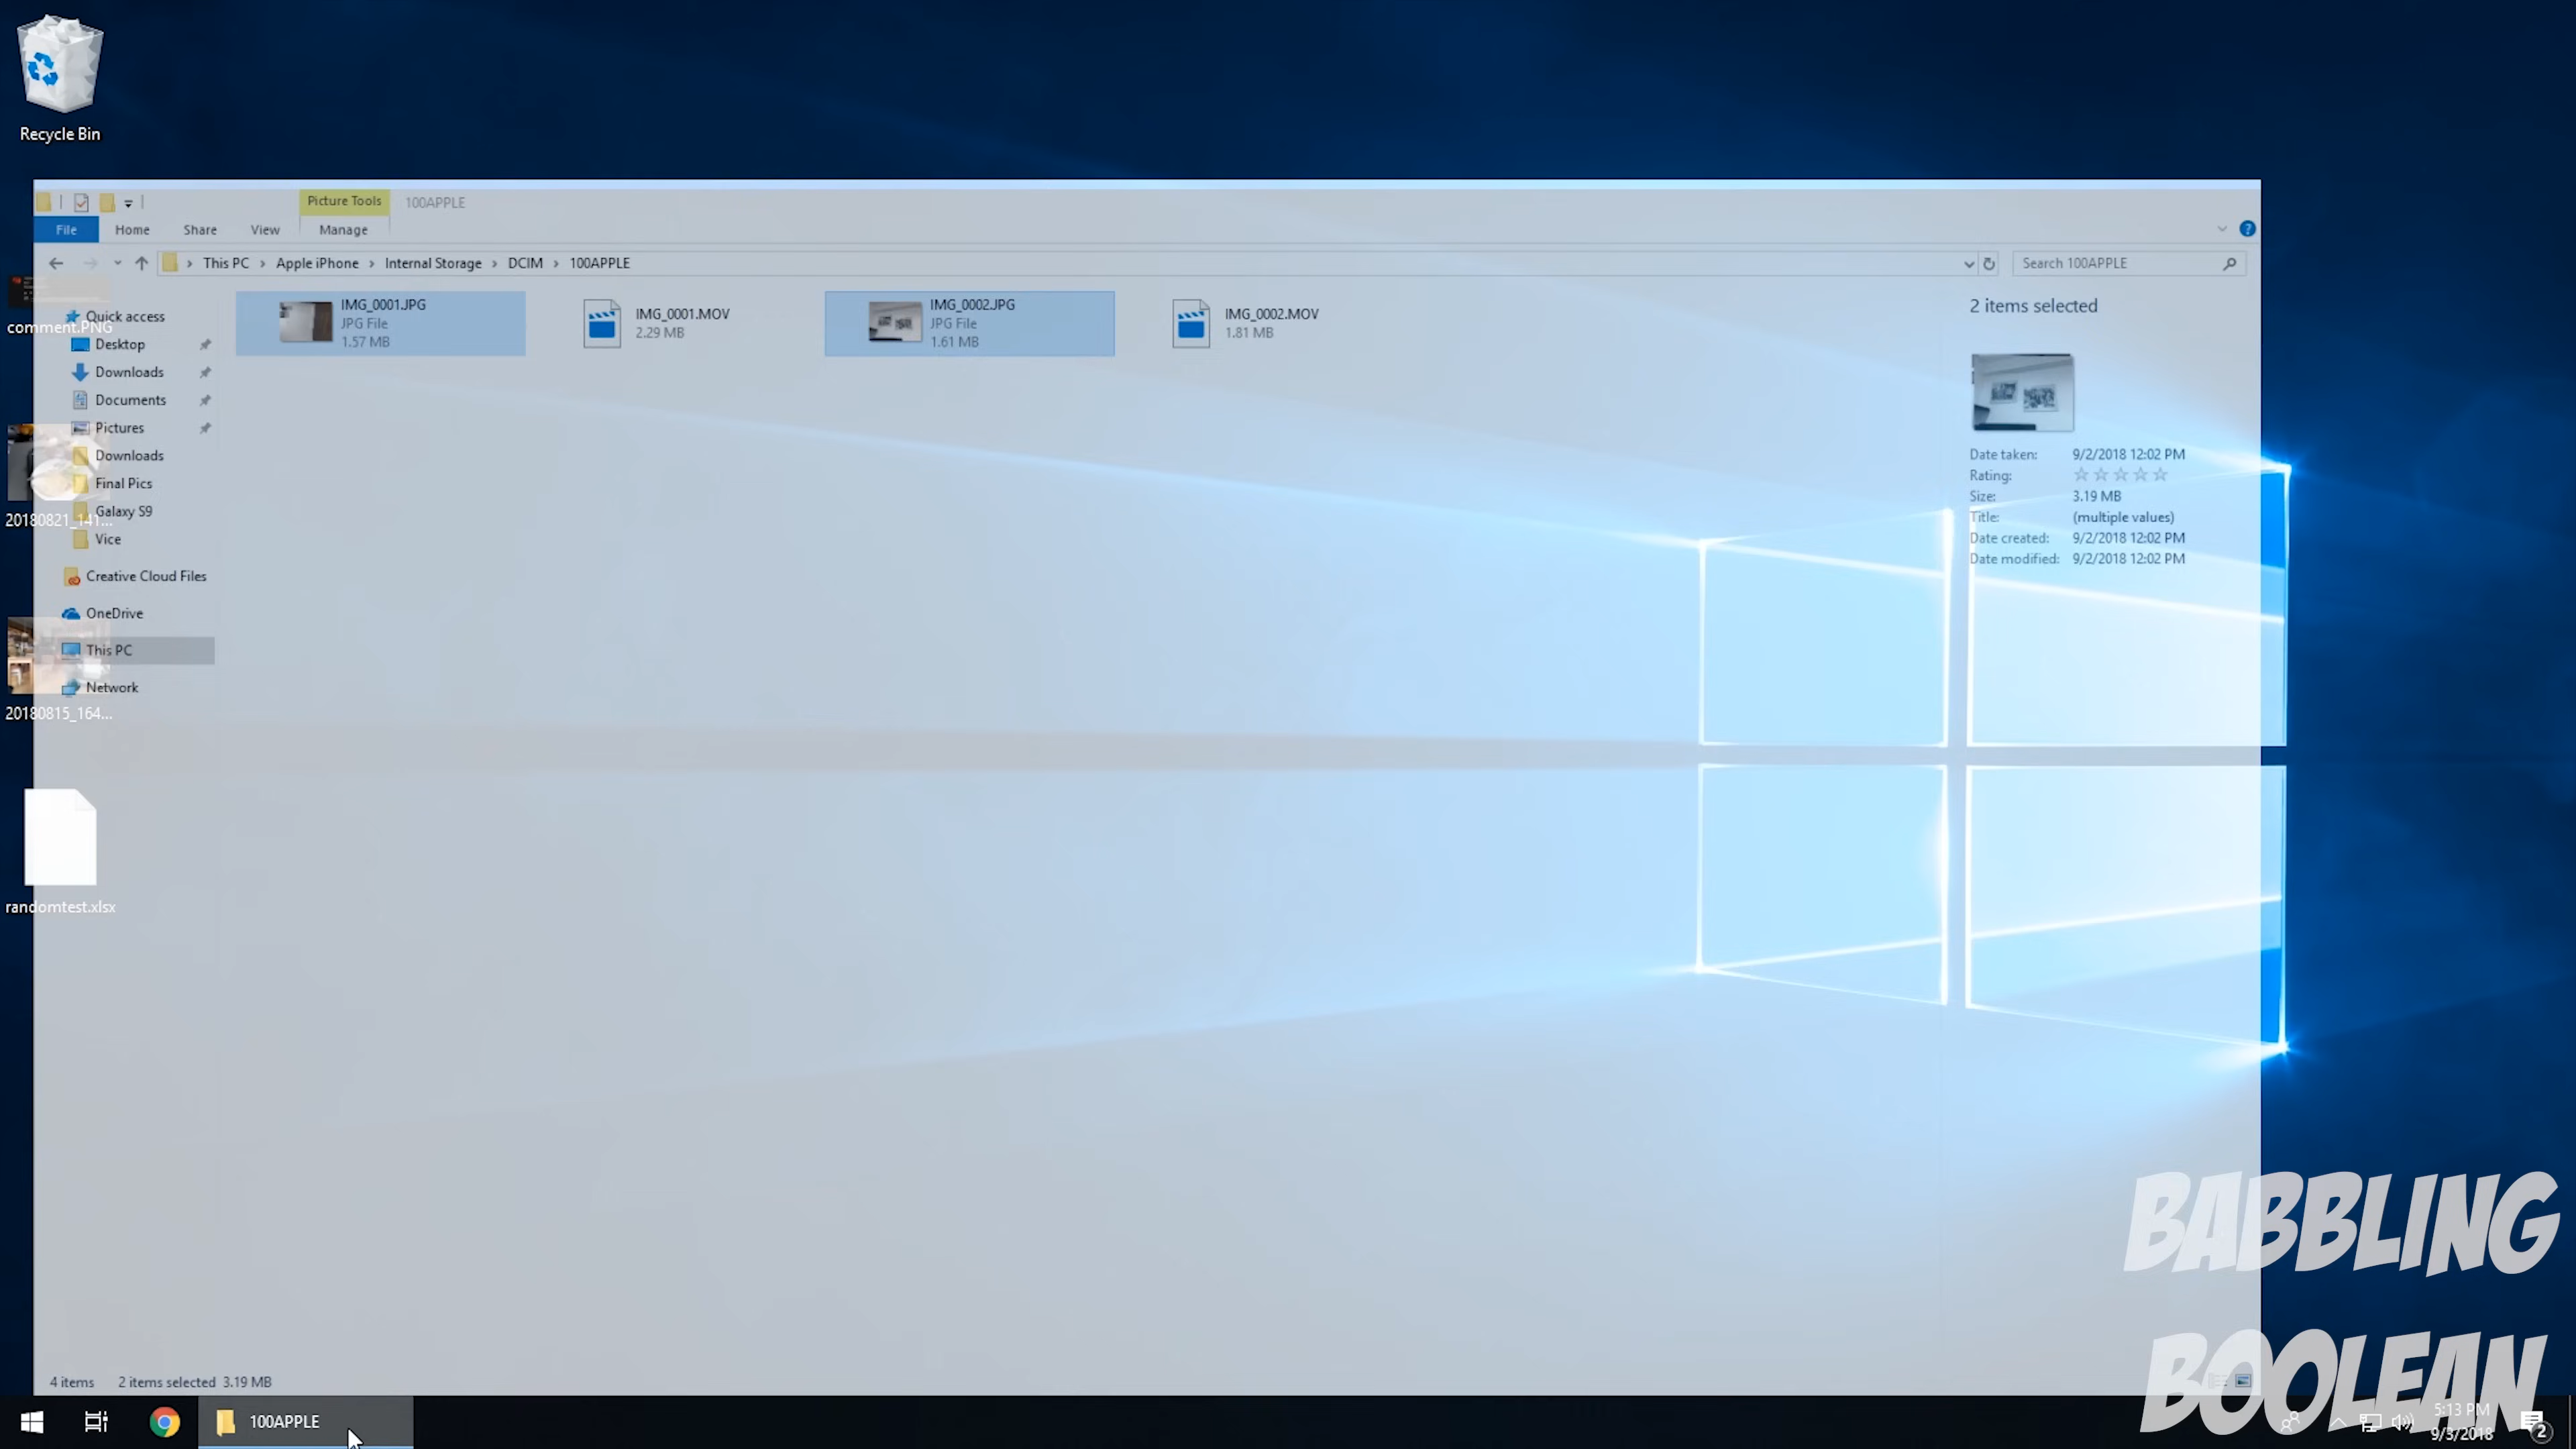 Recycle Bin
Picture Tools
100APPLE
File
Home
Share
View
Manage
This PC
Apple iPhone
Internal Storage
DCIM
100APPLE
Search 100APPLE
comment.PNG
20180821_141...
20180815_164...
randomtest.xlsx
Quick access
Desktop
Downloads
Documents
Pictures
Downloads
Final Pics
Galaxy S9
Vice
Creative Cloud Files
OneDrive
This PC
Network
IMG_0001.JPG
JPG File
1.57 MB
IMG_0001.MOV
2.29 MB
IMG_0002.JPG
JPG File
1.61 MB
IMG_0002.MOV
1.81 MB
2 items selected
Date taken: 9/2/2018 12:02 PM
Rating:
Size: 3.19 MB
Title: (multiple values)
Date created: 9/2/2018 12:02 PM
Date modified: 9/2/2018 12:02 PM
4 items 2 items selected 3.19 MB
BABBLING
BOOLEAN
100APPLE
5:13 PM
9/3/2018
2